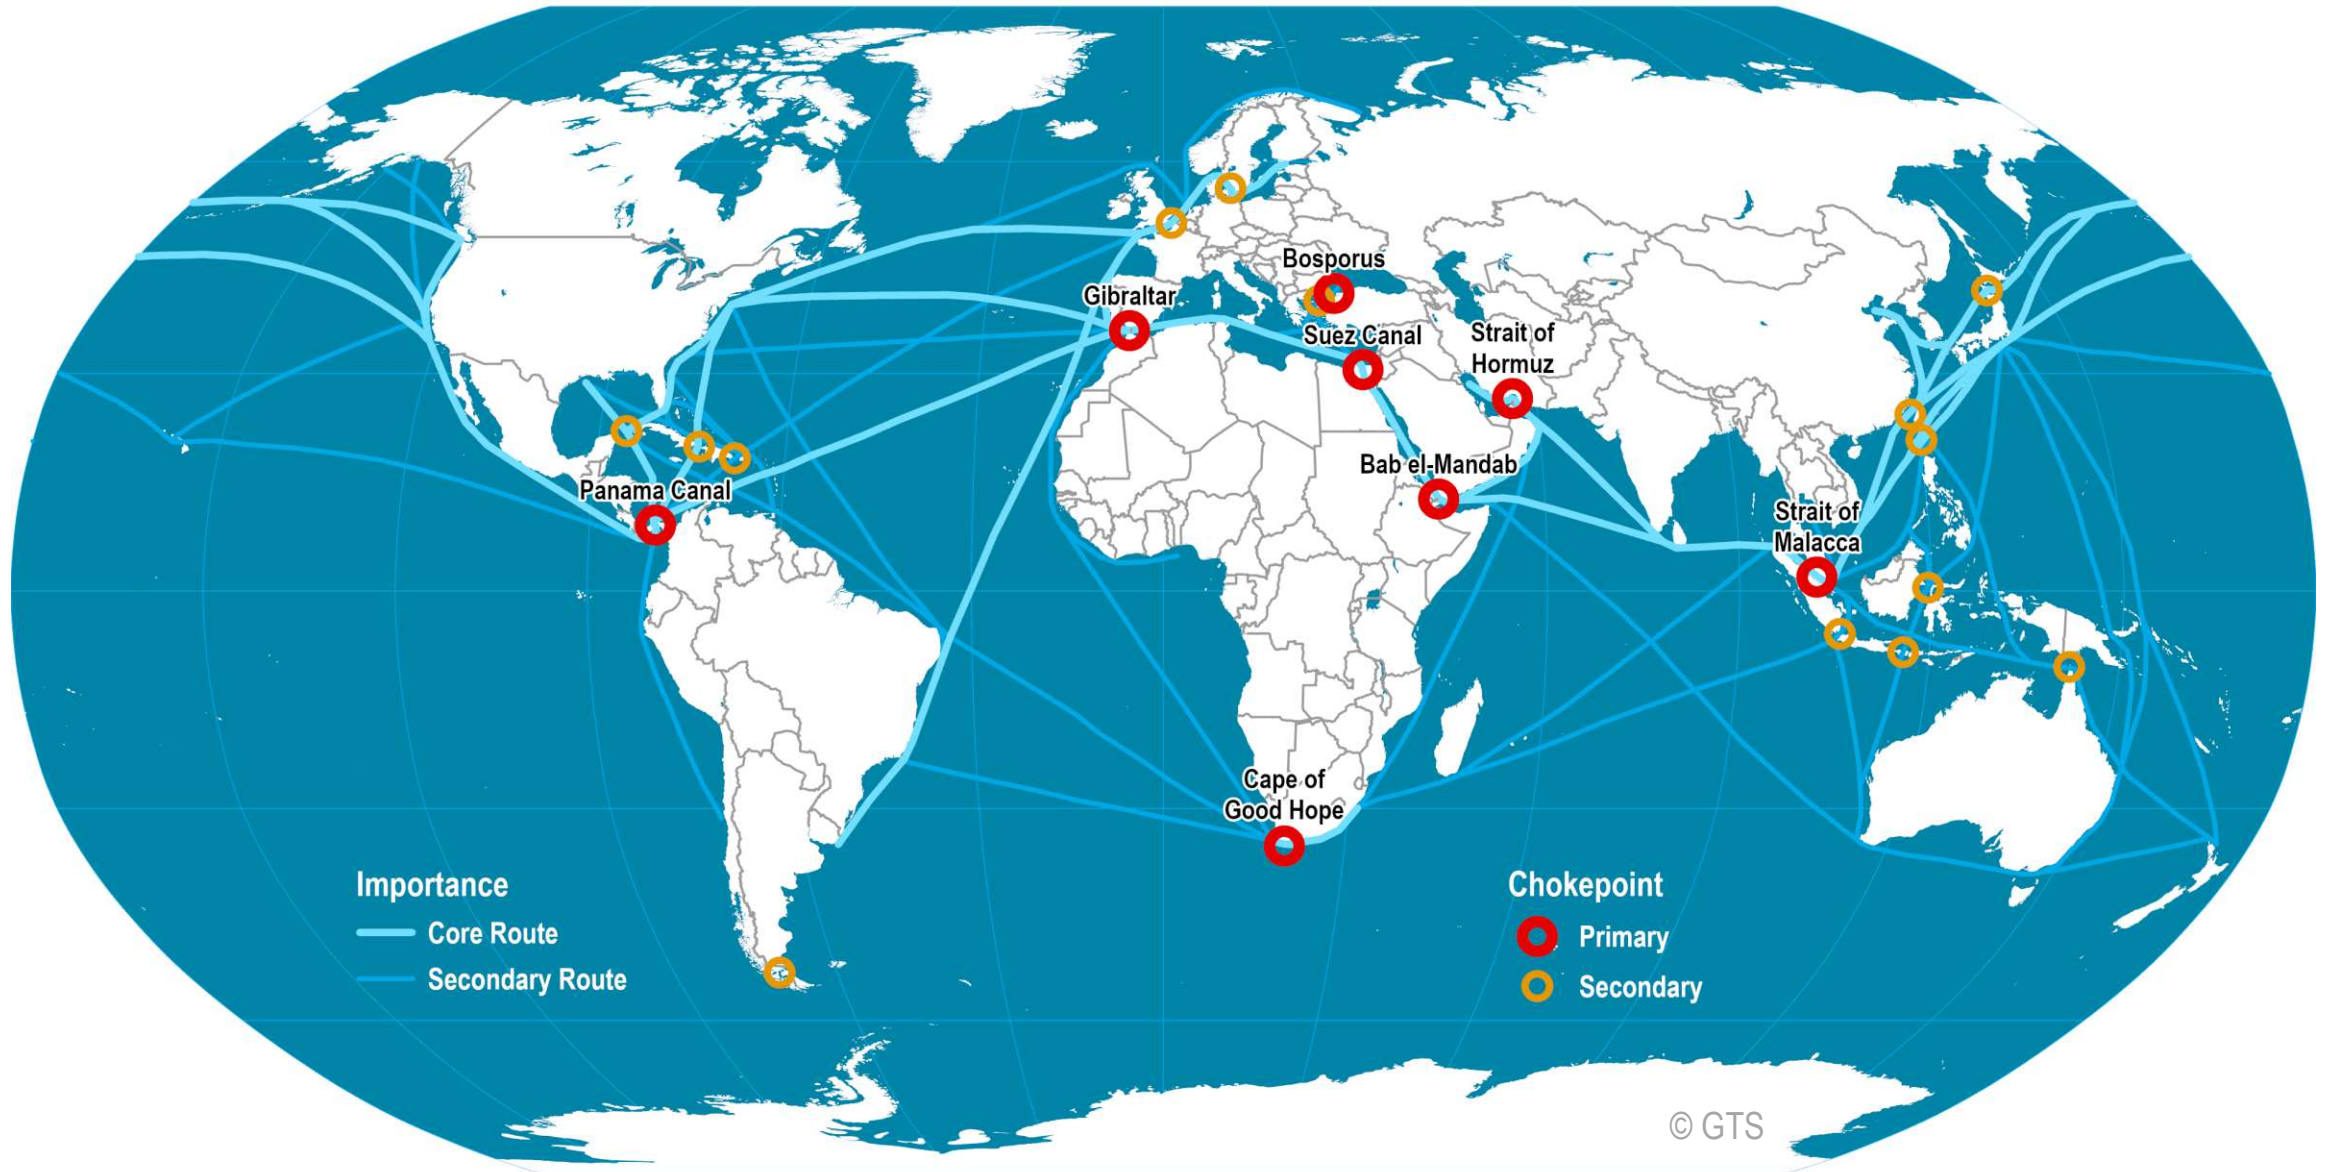 Bosporus
Gibraltar
Suez Canal
Strait of
Hormuz
Bab el-Mandab
Panama Canal
Strait of
Malacca
Cape of
Good Hope
Importance
Core Route
Secondary Route
Chokepoint
Primary
Secondary
© GTS